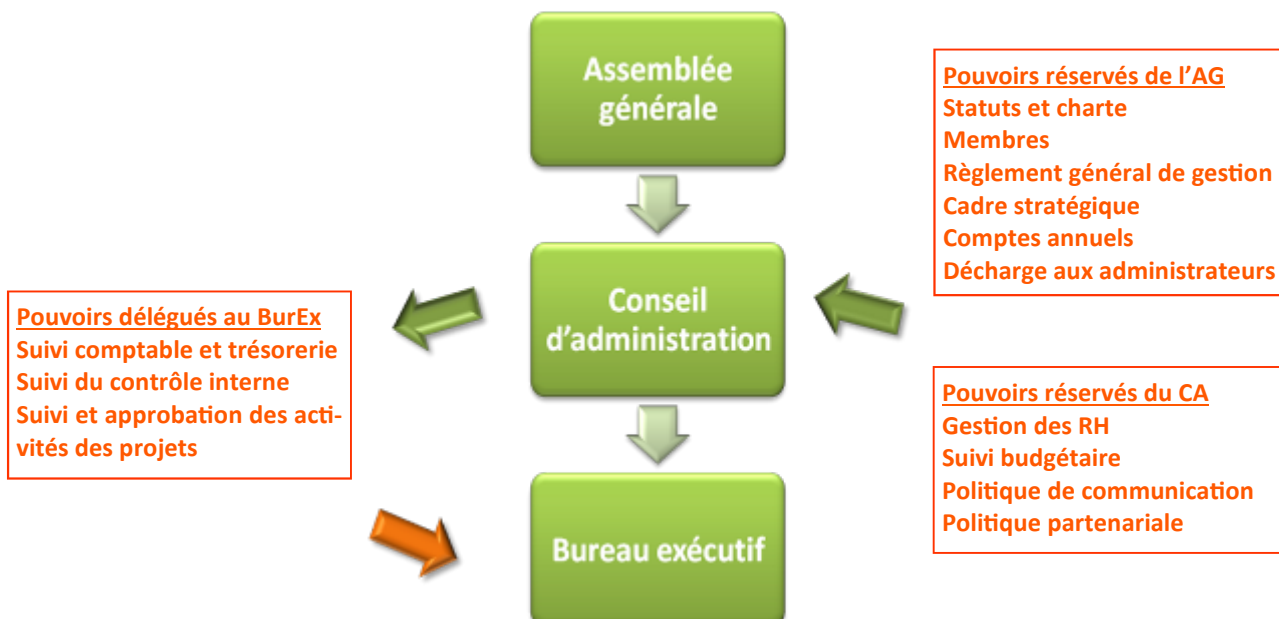 Assemblée
générale
Pouvoirs réservés de l’AG
Statuts et charte
Membres
Règlement général de gestion
Cadre stratégique
Comptes annuels
Décharge aux administrateurs
Conseil
d’administration
Pouvoirs délégués au BurEx
Suivi comptable et trésorerie
Suivi du contrôle interne
Suivi et approbation des acti-
vités des projets
Pouvoirs réservés du CA
Gestion des RH
Suivi budgétaire
Politique de communication
Politique partenariale
Bureau exécutif